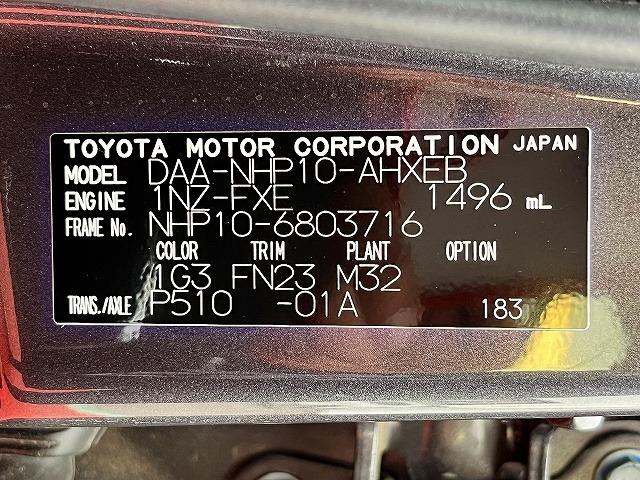 TOYOTA MOTOR CORPORATION JAPAN
MODEL DAA-NHP10-AHXEB
ENGINE 1NZ-FXE 1496 mL
FRAME No. NHP10-6803716
COLOR TRIM PLANT OPTION
1G3 FN23 M32
TRANS./AXLE P510 -01A 183